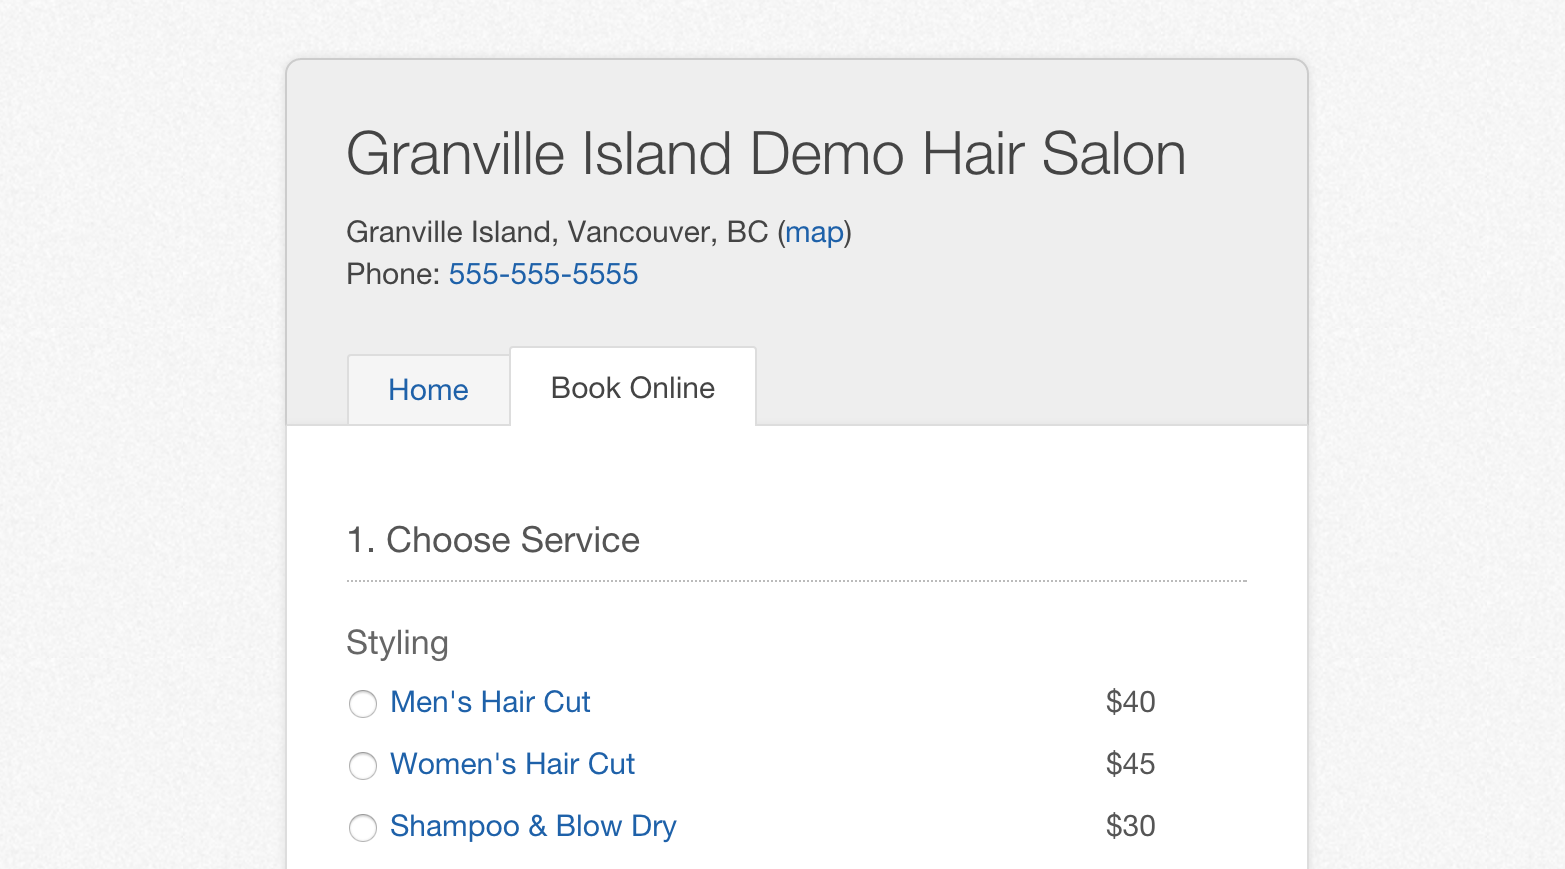 Granville Island Demo Hair Salon
Granville Island, Vancouver, BC (map)
Phone: 555-555-5555
Home
Book Online
1. Choose Service
Styling
Men's Hair Cut $40
Women's Hair Cut $45
Shampoo & Blow Dry $30